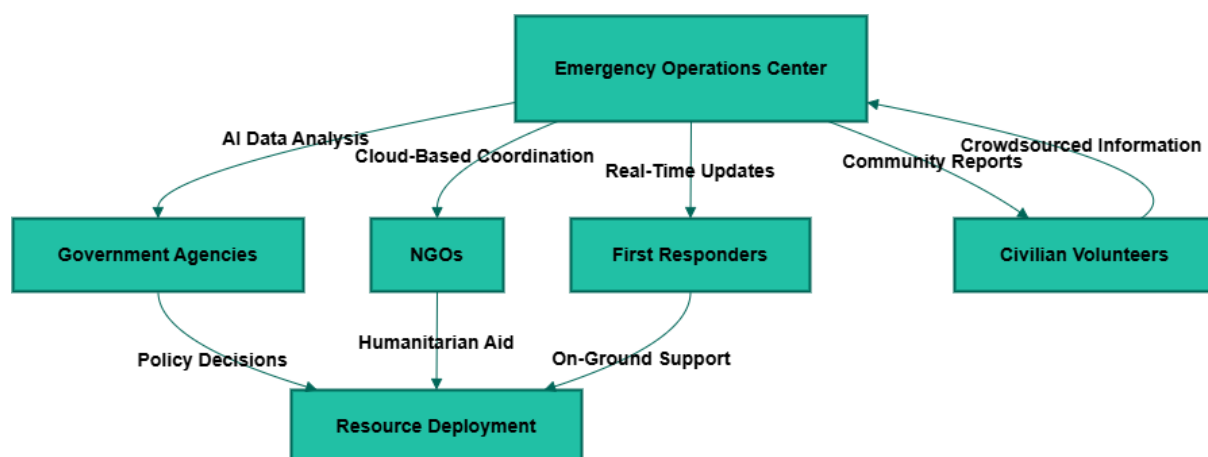 Emergency Operations Center
AI Data Analysis
Cloud-Based Coordination
Real-Time Updates
Community Reports
Crowdsourced Information
Government Agencies
NGOs
First Responders
Civilian Volunteers
Policy Decisions
Humanitarian Aid
On-Ground Support
Resource Deployment